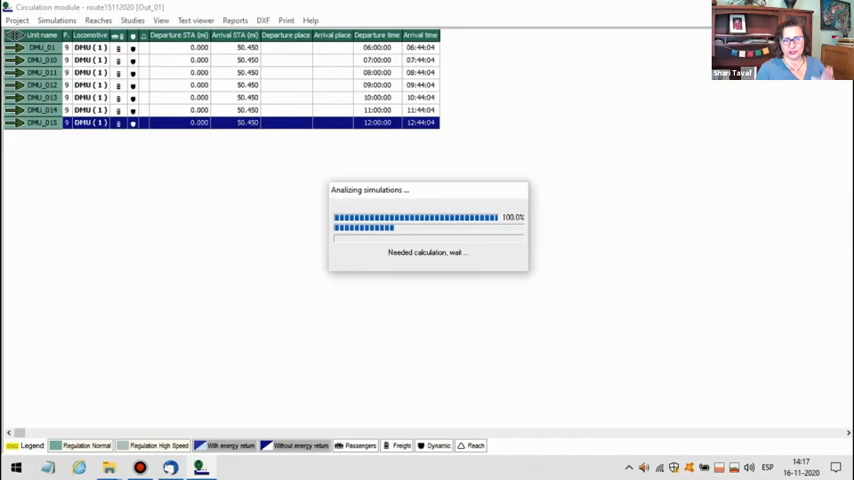 Circulation module - route15112020 [Out_01]
Project Simulations Reaches Studies View Text viewer Reports DXF Print Help
Unit name P. Locomotive Departure STA (mi) Arrival STA (mi) Departure place Arrival place Departure time Arrival time
DMU_01 9 DMU ( 1 ) 0.000 50.450 06:00:00 06:44:04
DMU_010 9 DMU ( 1 ) 0.000 50.450 07:00:00 07:44:04
DMU_011 9 DMU ( 1 ) 0.000 50.450 08:00:00 08:44:04
DMU_012 9 DMU ( 1 ) 0.000 50.450 09:00:00 09:44:04
DMU_013 9 DMU ( 1 ) 0.000 50.450 10:00:00 10:44:04
DMU_014 9 DMU ( 1 ) 0.000 50.450 11:00:00 11:44:04
DMU_015 9 DMU ( 1 ) 0.000 50.450 12:00:00 12:44:04
Shari Tavaf
Analizing simulations ...
100.0%
Needed calculation, wait ...
Legend: Regulation Normal Regulation High Speed With energy return Without energy return Passengers Freight Dynamic Reach
ESP
14:17
16-11-2020